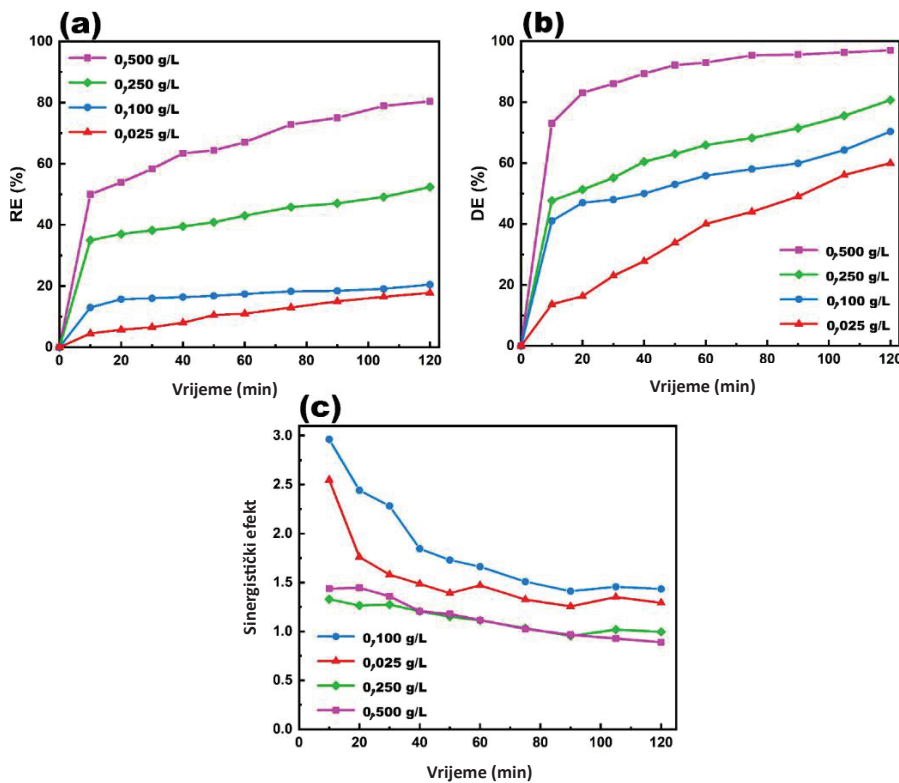 (a)
RE (%)
100
80
60
40
20
0
0,500 g/L
0,250 g/L
0,100 g/L
0,025 g/L
0 20 40 60 80 100 120
Vrijeme (min)
(b)
DE (%)
100
80
60
40
20
0
0,500 g/L
0,250 g/L
0,100 g/L
0,025 g/L
0 20 40 60 80 100 120
Vrijeme (min)
(c)
Sinergistički efekt
3.0
2.5
2.0
1.5
1.0
0.5
0.0
0,100 g/L
0,025 g/L
0,250 g/L
0,500 g/L
0 20 40 60 80 100 120
Vrijeme (min)